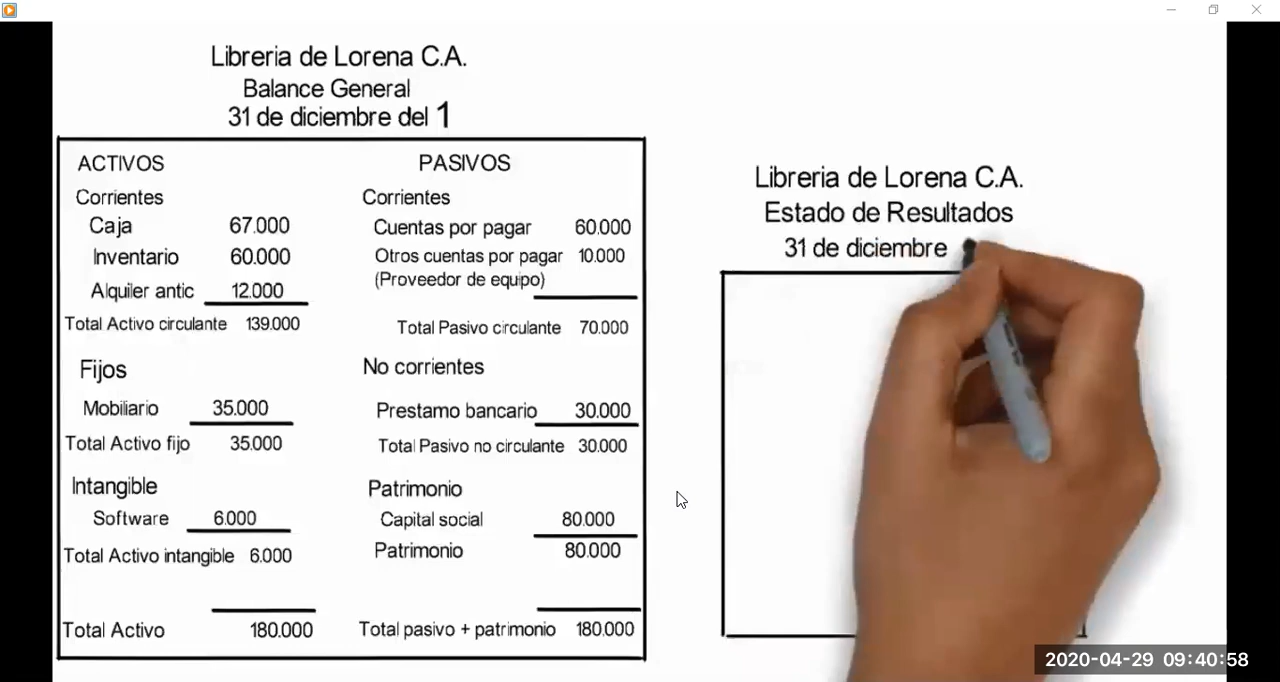 Libreria de Lorena C.A.
Balance General
31 de diciembre del 1
ACTIVOS
Corrientes
Caja 67.000
Inventario 60.000
Alquiler antic 12.000
Total Activo circulante 139.000
Fijos
Mobiliario 35.000
Total Activo fijo 35.000
Intangible
Software 6.000
Total Activo intangible 6.000
Total Activo 180.000
PASIVOS
Corrientes
Cuentas por pagar 60.000
Otros cuentas por pagar 10.000
(Proveedor de equipo)
Total Pasivo circulante 70.000
No corrientes
Prestamo bancario 30.000
Total Pasivo no circulante 30.000
Patrimonio
Capital social 80.000
Patrimonio 80.000
Total pasivo + patrimonio 180.000
Libreria de Lorena C.A.
Estado de Resultados
31 de diciembre
2020-04-29 09:40:58